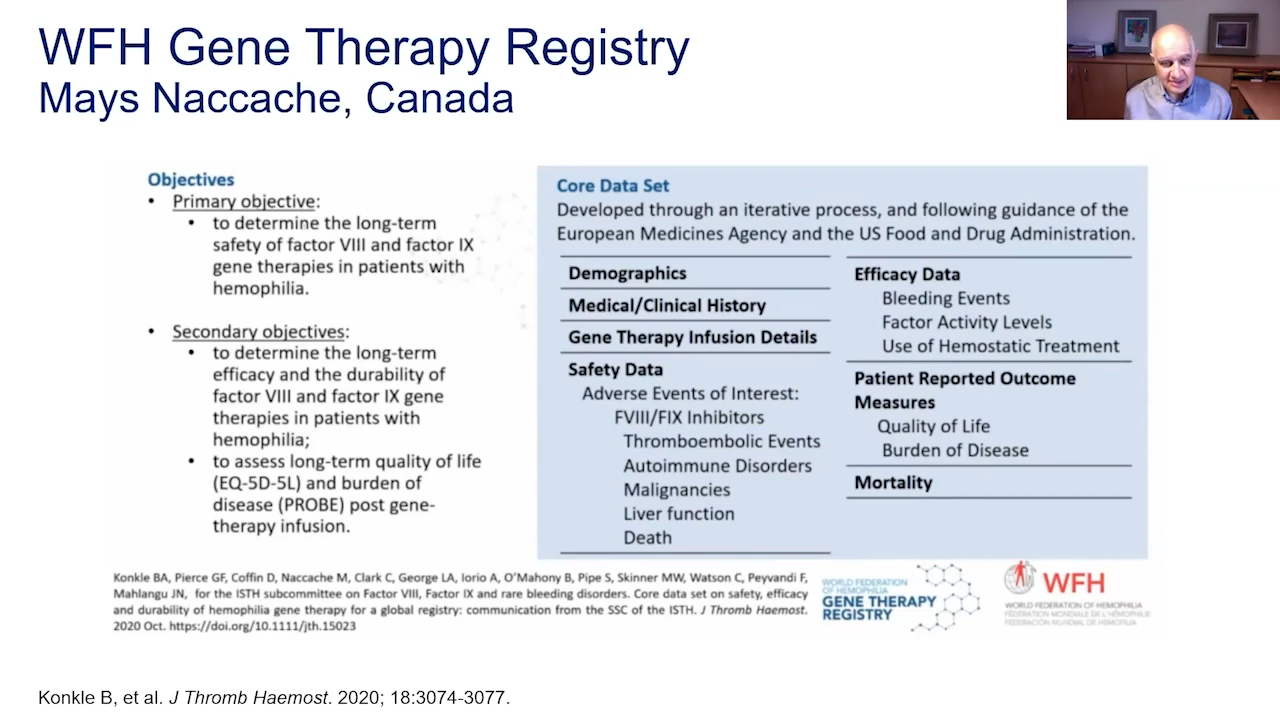 WFH Gene Therapy Registry
Mays Naccache, Canada
Objectives
• Primary objective:
• to determine the long-term
safety of factor VIII and factor IX
gene therapies in patients with
hemophilia.
• Secondary objectives:
• to determine the long-term
efficacy and the durability of
factor VIII and factor IX gene
therapies in patients with
hemophilia;
• to assess long-term quality of life
(EQ-5D-5L) and burden of
disease (PROBE) post gene-
therapy infusion.
Core Data Set
Developed through an iterative process, and following guidance of the
European Medicines Agency and the US Food and Drug Administration.
Demographics
Medical/Clinical History
Gene Therapy Infusion Details
Safety Data
Adverse Events of Interest:
FVIII/FIX Inhibitors
Thromboembolic Events
Autoimmune Disorders
Malignancies
Liver function
Death
Efficacy Data
Bleeding Events
Factor Activity Levels
Use of Hemostatic Treatment
Patient Reported Outcome
Measures
Quality of Life
Burden of Disease
Mortality
Konkle BA, Pierce GF, Coffin D, Naccache M, Clark C, George LA, Iorio A, O’Mahony B, Pipe S, Skinner MW, Watson C, Peyvandi F,
Mahlangu JN, for the ISTH subcommittee on Factor VIII, Factor IX and rare bleeding disorders. Core data set on safety, efficacy
and durability of hemophilia gene therapy for a global registry: communication from the SSC of the ISTH. J Thromb Haemost.
2020 Oct. https://doi.org/10.1111/jth.15023
WORLD FEDERATION
OF HEMOPHILIA
GENE THERAPY
REGISTRY
WFH
WORLD FEDERATION OF HEMOPHILIA
FÉDÉRATION MONDIALE DE L'HÉMOPHILIE
FEDERACIÓN MUNDIAL DE HEMOFILIA
Konkle B, et al. J Thromb Haemost. 2020; 18:3074-3077.